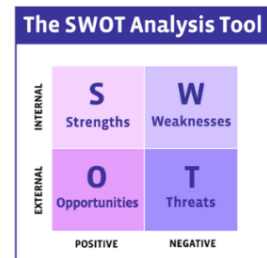 The SWOT Analysis Tool
INTERNAL
S
Strengths
W
Weaknesses
EXTERNAL
O
Opportunities
T
Threats
POSITIVE
NEGATIVE